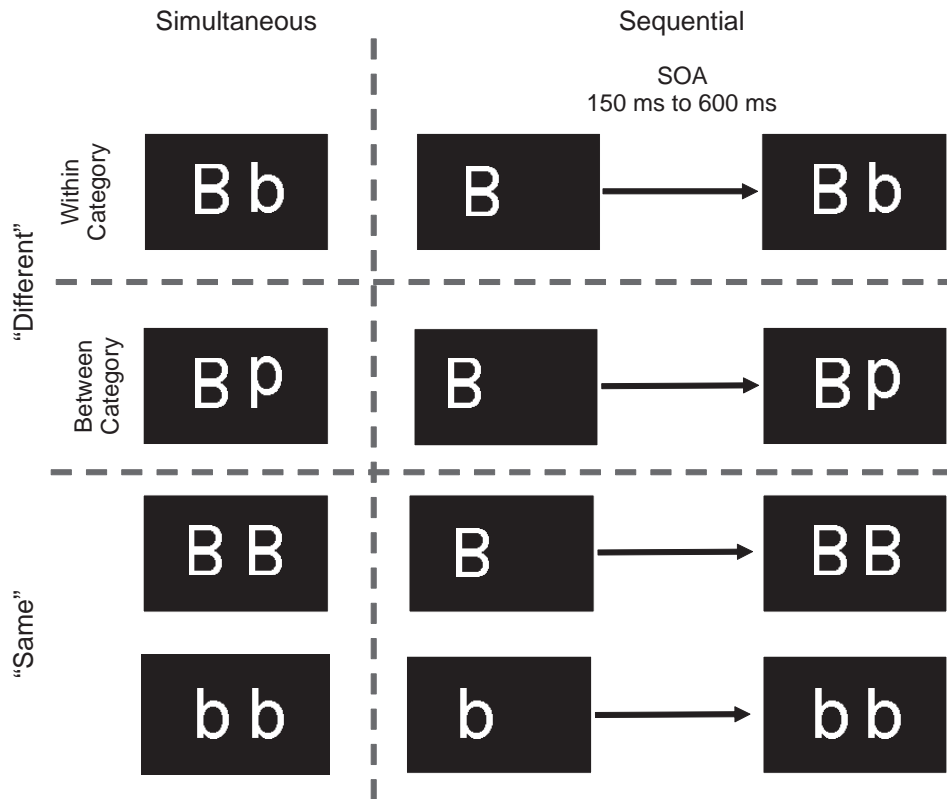 Simultaneous
Sequential
SOA
150 ms to 600 ms
“Different”
Within
Category
B b
B
B b
Between
Category
B p
B
B p
“Same”
B B
B
B B
b b
b
b b